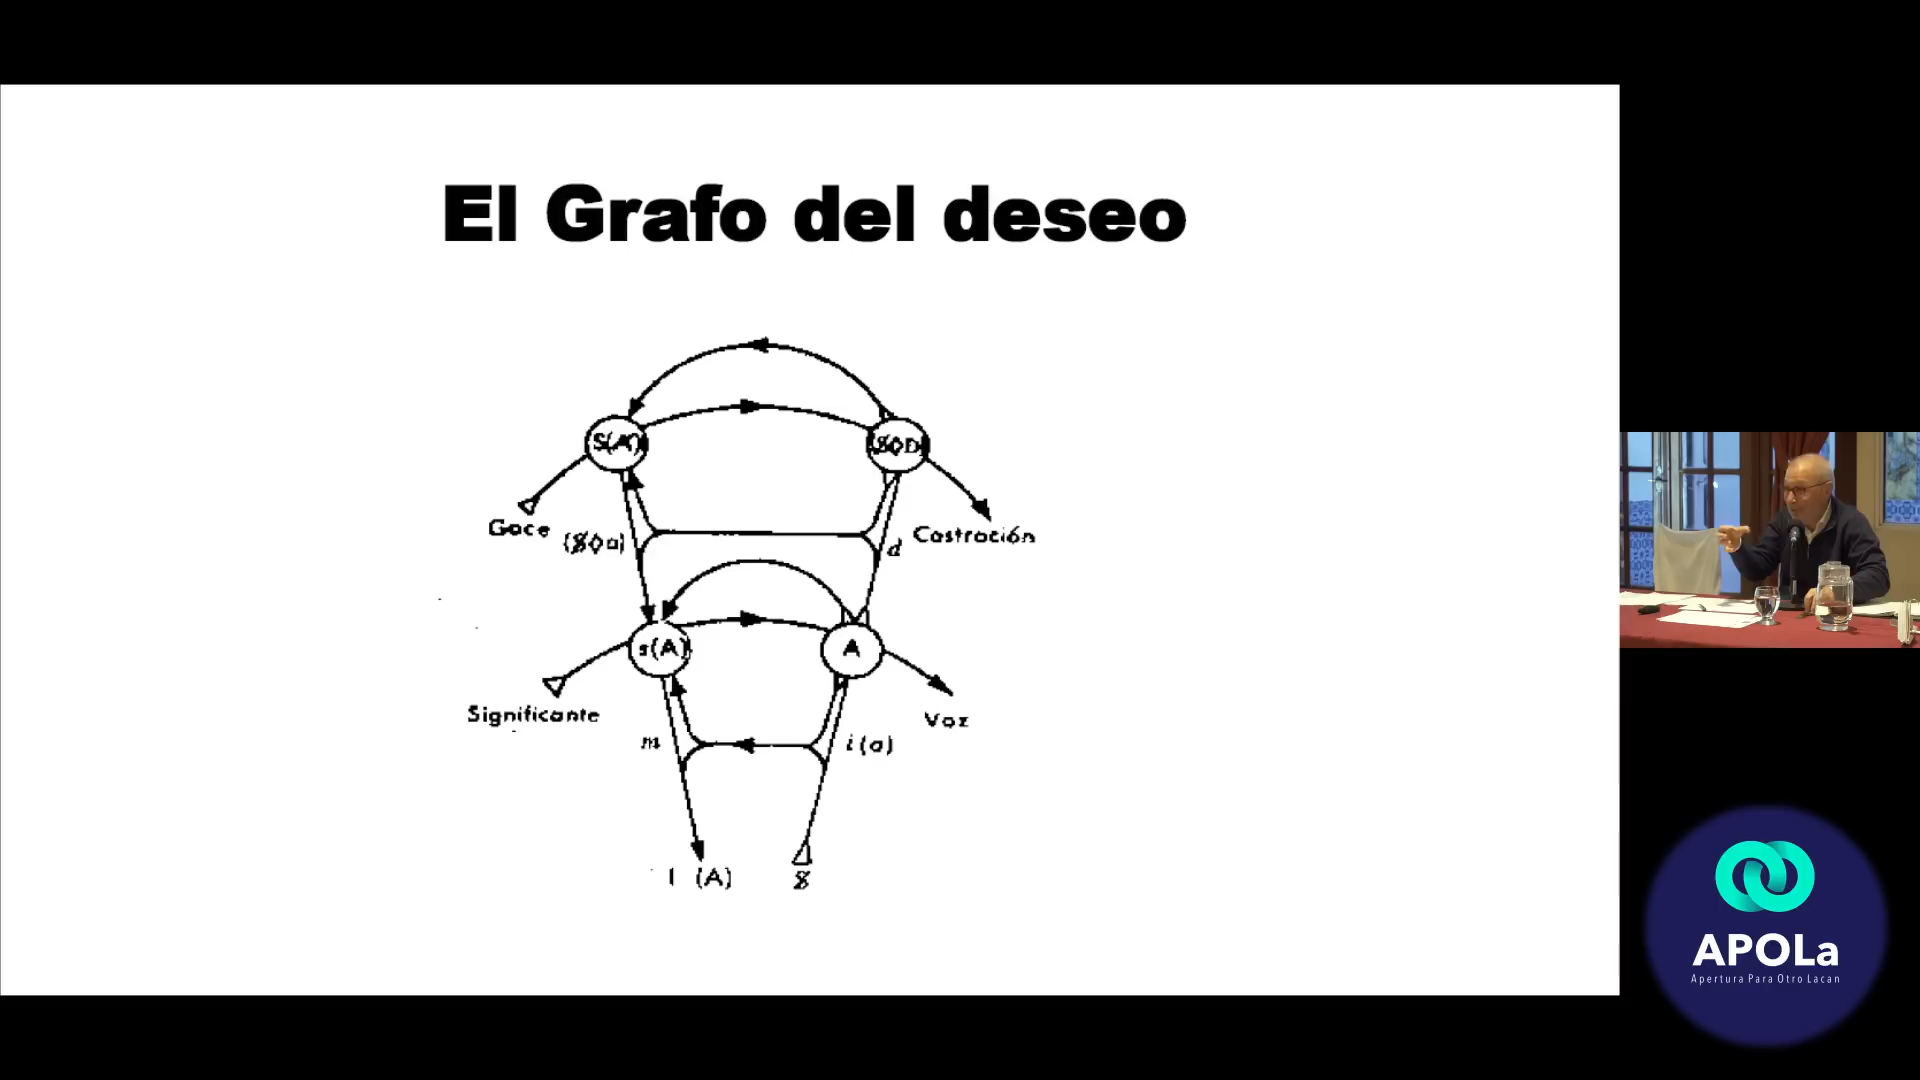 El Grafo del deseo
S(Ⱥ)
($◊D)
Goce
($◊a)
d
Castración
s(A)
A
Significante
Voz
m
i(a)
I (A)
$
APOLa
Apertura Para Otro Lacan